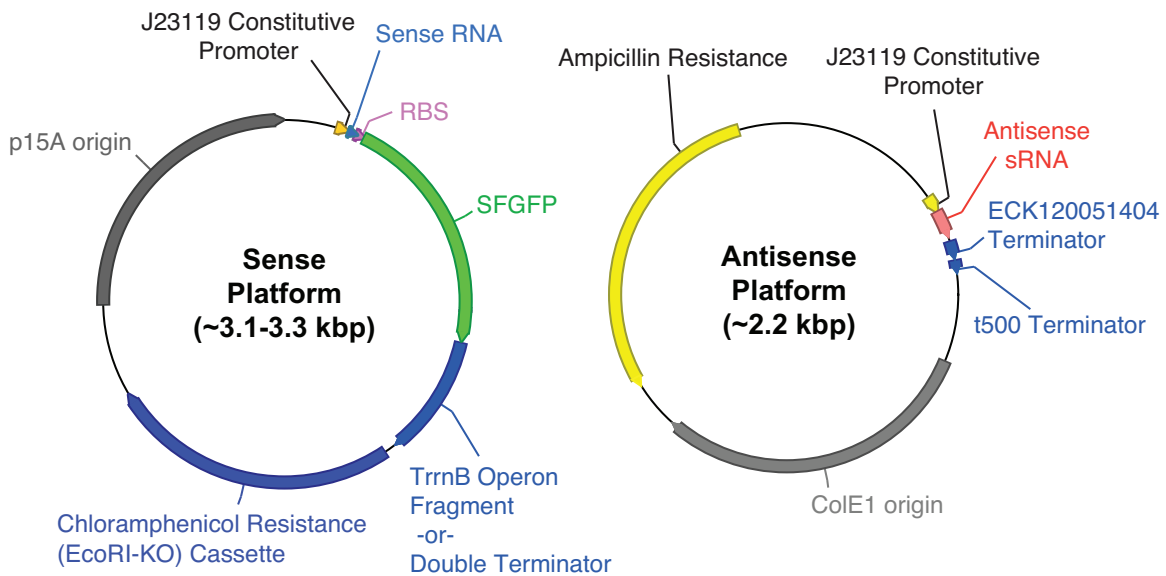 J23119 Constitutive
Promoter
Sense RNA
RBS
p15A origin
SFGFP
Sense
Platform
(~3.1-3.3 kbp)
TrrnB Operon
Fragment
-or-
Double Terminator
Chloramphenicol Resistance
(EcoRI-KO) Cassette
Ampicillin Resistance
J23119 Constitutive
Promoter
Antisense
sRNA
ECK120051404
Terminator
t500 Terminator
Antisense
Platform
(~2.2 kbp)
ColE1 origin